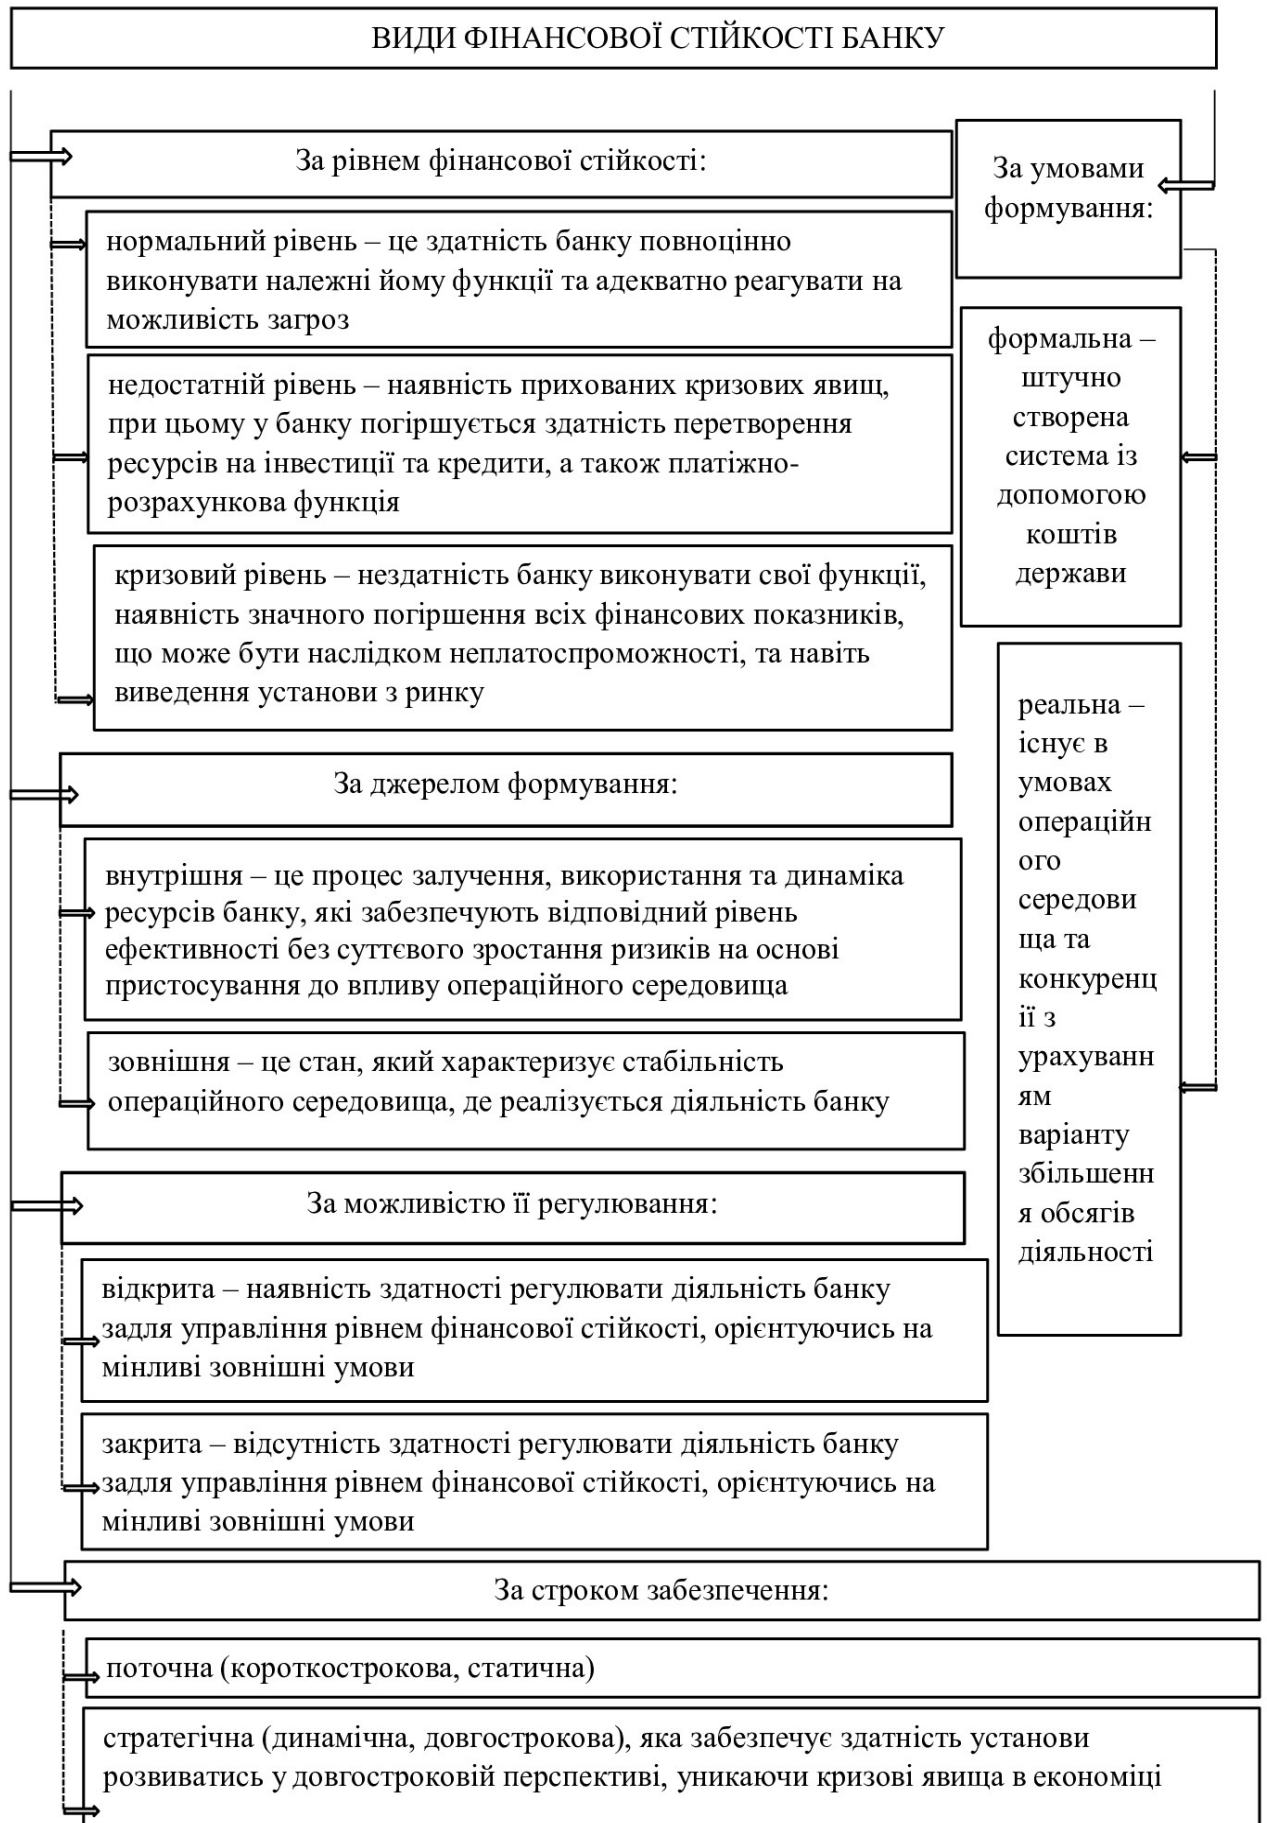 ВИДИ ФІНАНСОВОЇ СТІЙКОСТІ БАНКУ
За рівнем фінансової стійкості:
нормальний рівень – це здатність банку повноцінно
виконувати належні йому функції та адекватно реагувати на
можливість загроз
недостатній рівень – наявність прихованих кризових явищ,
при цьому у банку погіршується здатність перетворення
ресурсів на інвестиції та кредити, а також платіжно-
розрахункова функція
кризовий рівень – нездатність банку виконувати свої функції,
наявність значного погіршення всіх фінансових показників,
що може бути наслідком неплатоспроможності, та навіть
виведення установи з ринку
За джерелом формування:
внутрішня – це процес залучення, використання та динаміка
ресурсів банку, які забезпечують відповідний рівень
ефективності без суттєвого зростання ризиків на основі
пристосування до впливу операційного середовища
зовнішня – це стан, який характеризує стабільність
операційного середовища, де реалізується діяльність банку
За можливістю її регулювання:
відкрита – наявність здатності регулювати діяльність банку
задля управління рівнем фінансової стійкості, орієнтуючись на
мінливі зовнішні умови
закрита – відсутність здатності регулювати діяльність банку
задля управління рівнем фінансової стійкості, орієнтуючись на
мінливі зовнішні умови
За строком забезпечення:
поточна (короткострокова, статична)
стратегічна (динамічна, довгострокова), яка забезпечує здатність установи
розвиватись у довгостроковій перспективі, уникаючи кризові явища в економіці
За умовами
формування:
формальна –
штучно
створена
система із
допомогою
коштів
держави
реальна –
існує в
умовах
операційн
ого
середови
ща та
конкуренц
ії з
урахуванн
ям
варіанту
збільшенн
я обсягів
діяльності